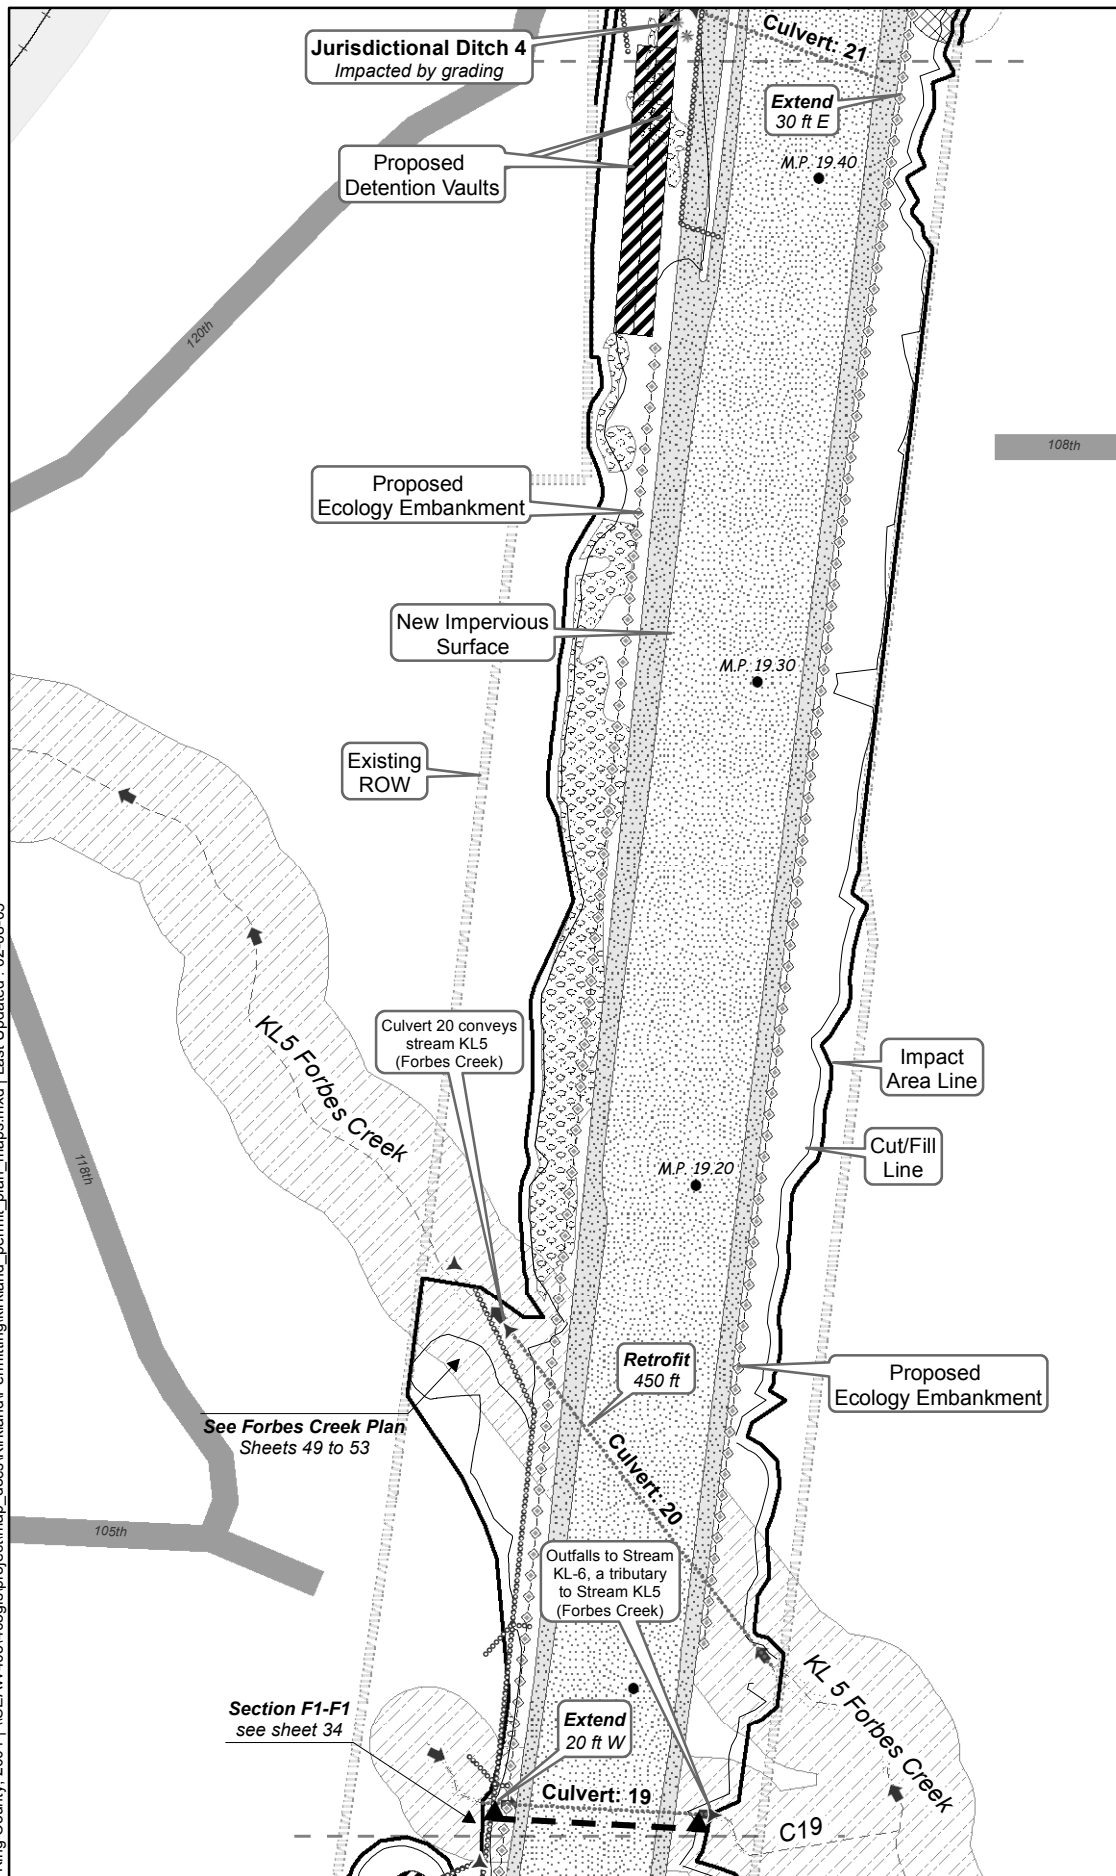 Culvert: 21
Jurisdictional Ditch 4
Impacted by grading
Extend
30 ft E
Proposed
Detention Vaults
M.P. 19.40
120th
108th
Proposed
Ecology Embankment
New Impervious
Surface
M.P. 19.30
Existing
ROW
Culvert 20 conveys
stream KL5
(Forbes Creek)
KL5 Forbes Creek
Impact
Area Line
Cut/Fill
Line
118th
M.P. 19.20
Retrofit
450 ft
Proposed
Ecology Embankment
See Forbes Creek Plan
Sheets 49 to 53
Culvert: 20
105th
Outfalls to Stream
KL-6, a tributary
to Stream KL5
(Forbes Creek)
KL 5 Forbes Creek
Section F1-F1
see sheet 34
Extend
20 ft W
Culvert: 19
C19